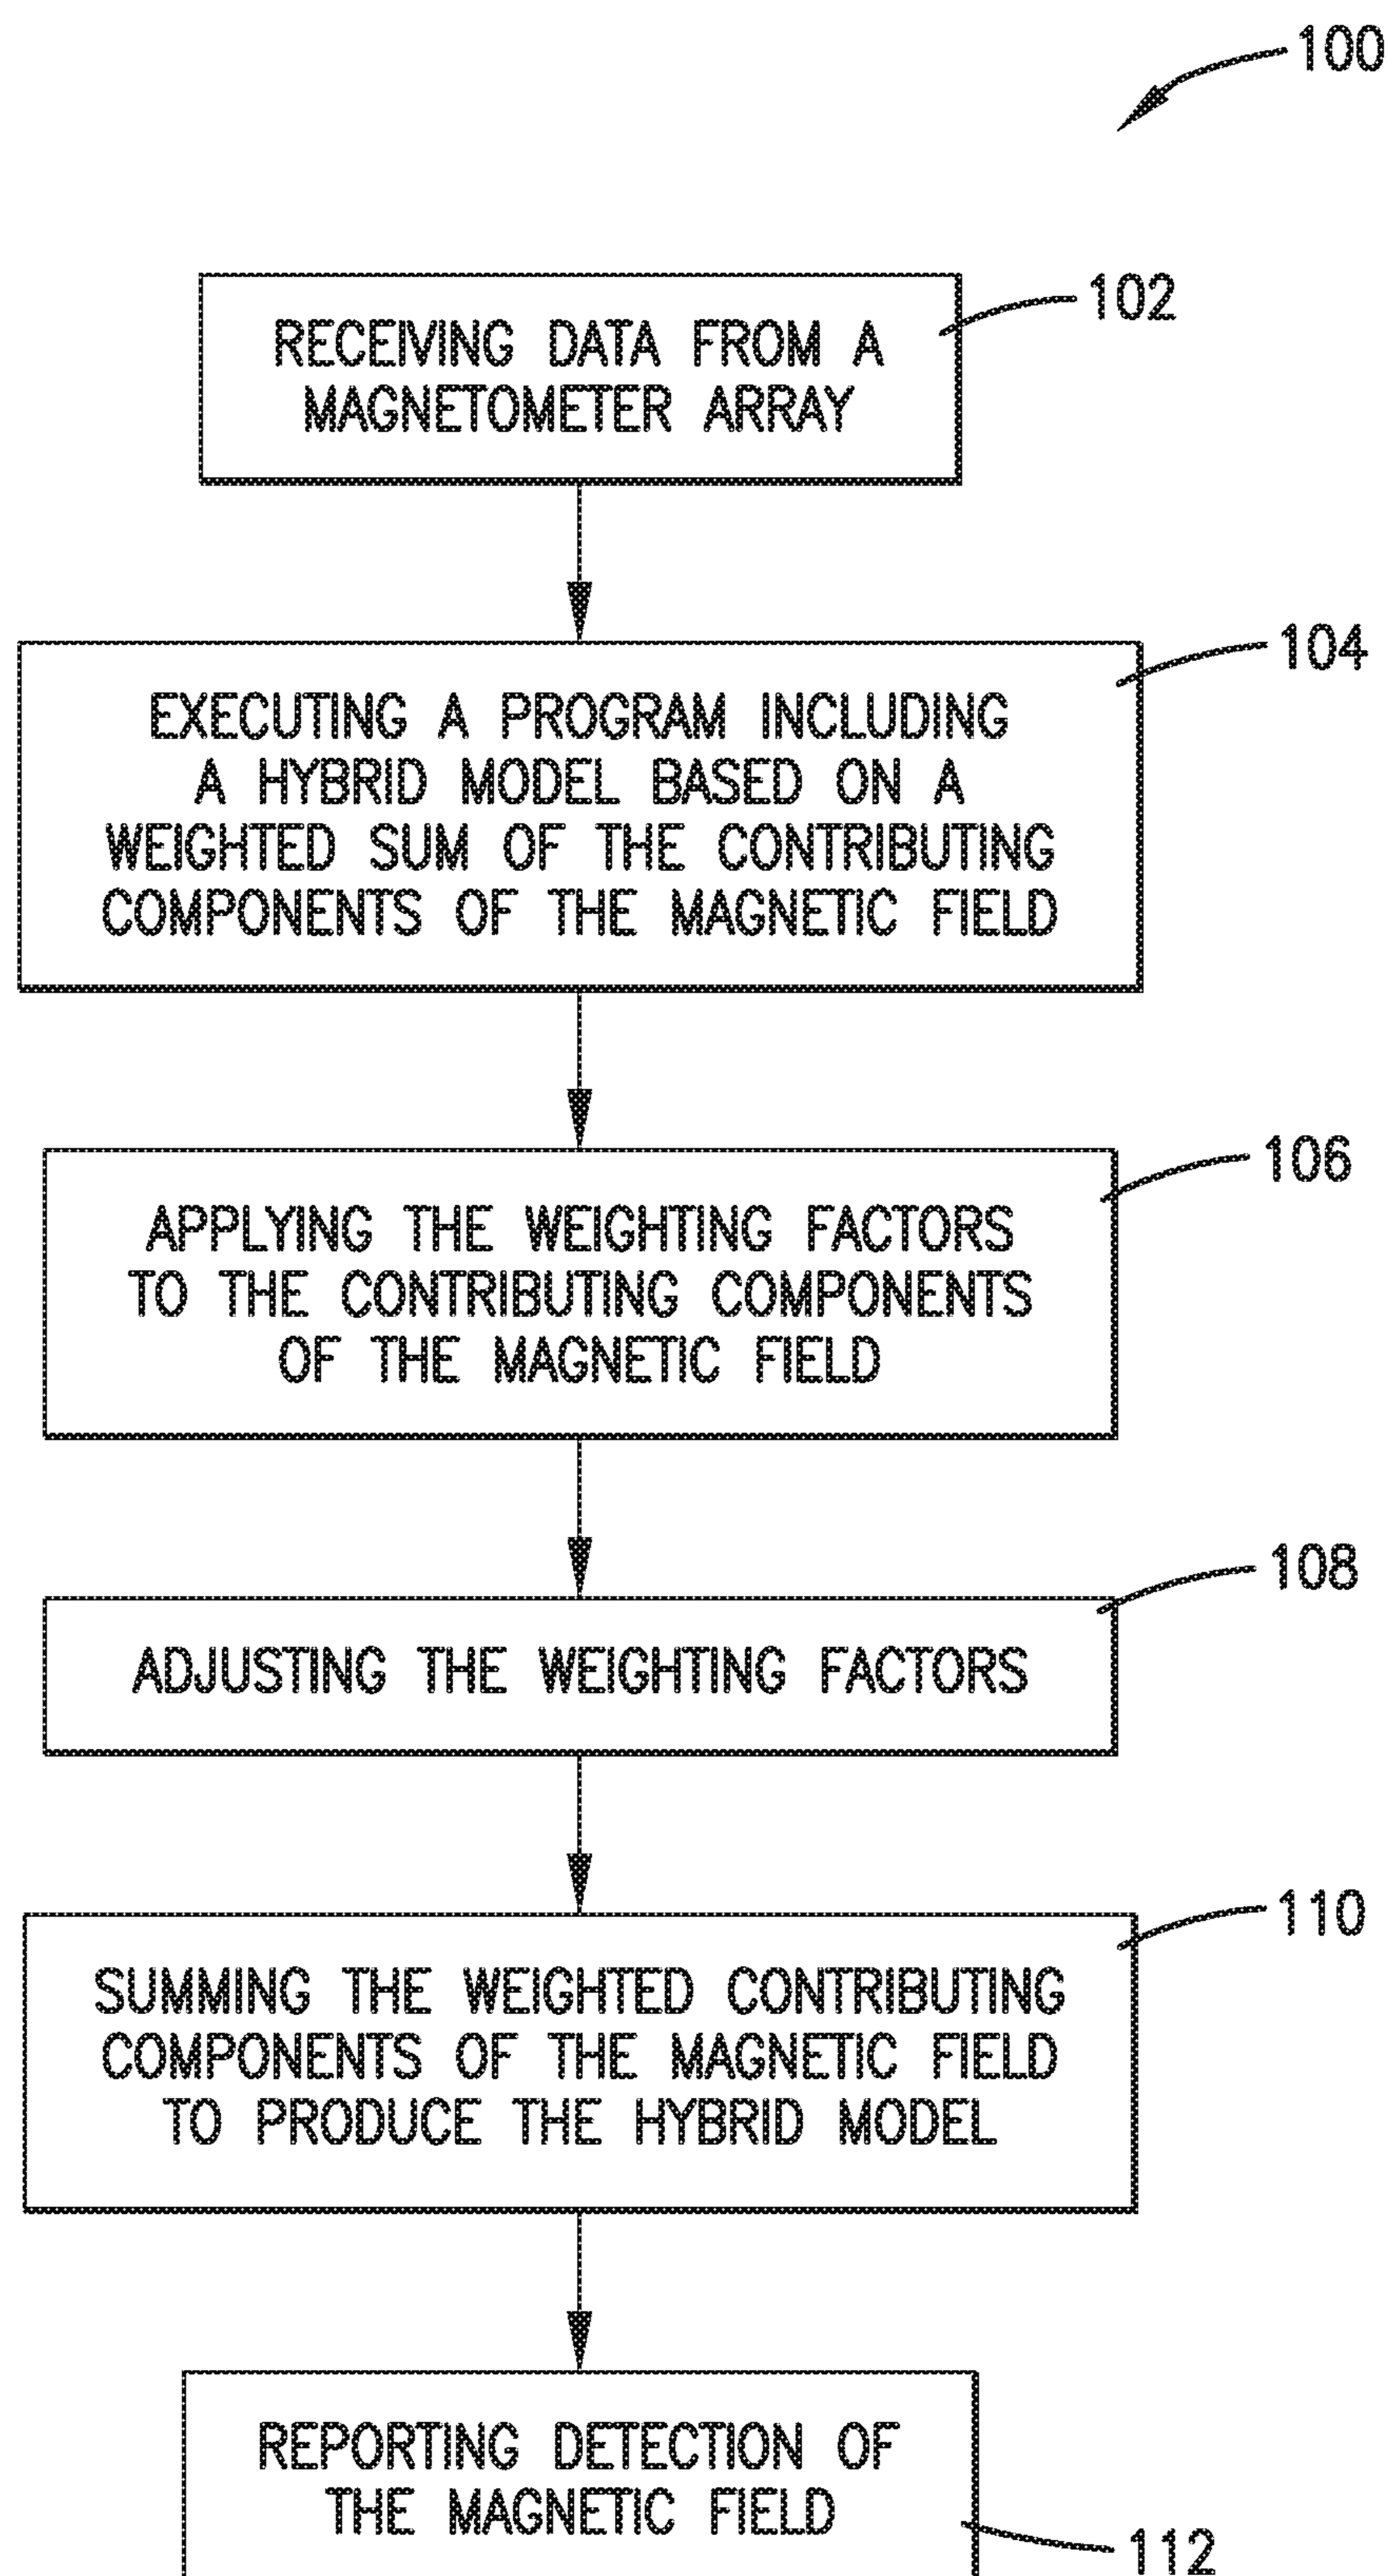 100
RECEIVING DATA FROM A
MAGNETOMETER ARRAY
102
EXECUTING A PROGRAM INCLUDING
A HYBRID MODEL BASED ON A
WEIGHTED SUM OF THE CONTRIBUTING
COMPONENTS OF THE MAGNETIC FIELD
104
APPLYING THE WEIGHTING FACTORS
TO THE CONTRIBUTING COMPONENTS
OF THE MAGNETIC FIELD
106
ADJUSTING THE WEIGHTING FACTORS
108
SUMMING THE WEIGHTED CONTRIBUTING
COMPONENTS OF THE MAGNETIC FIELD
TO PRODUCE THE HYBRID MODEL
110
REPORTING DETECTION OF
THE MAGNETIC FIELD
112